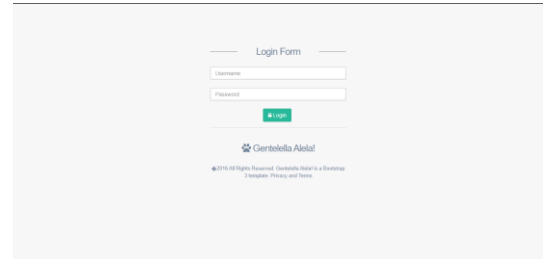 Login Form
Username
Password
Login
Gentelella Alela!
�2016 All Rights Reserved. Gentelella Alela! is a Bootstrap
3 template. Privacy and Terms